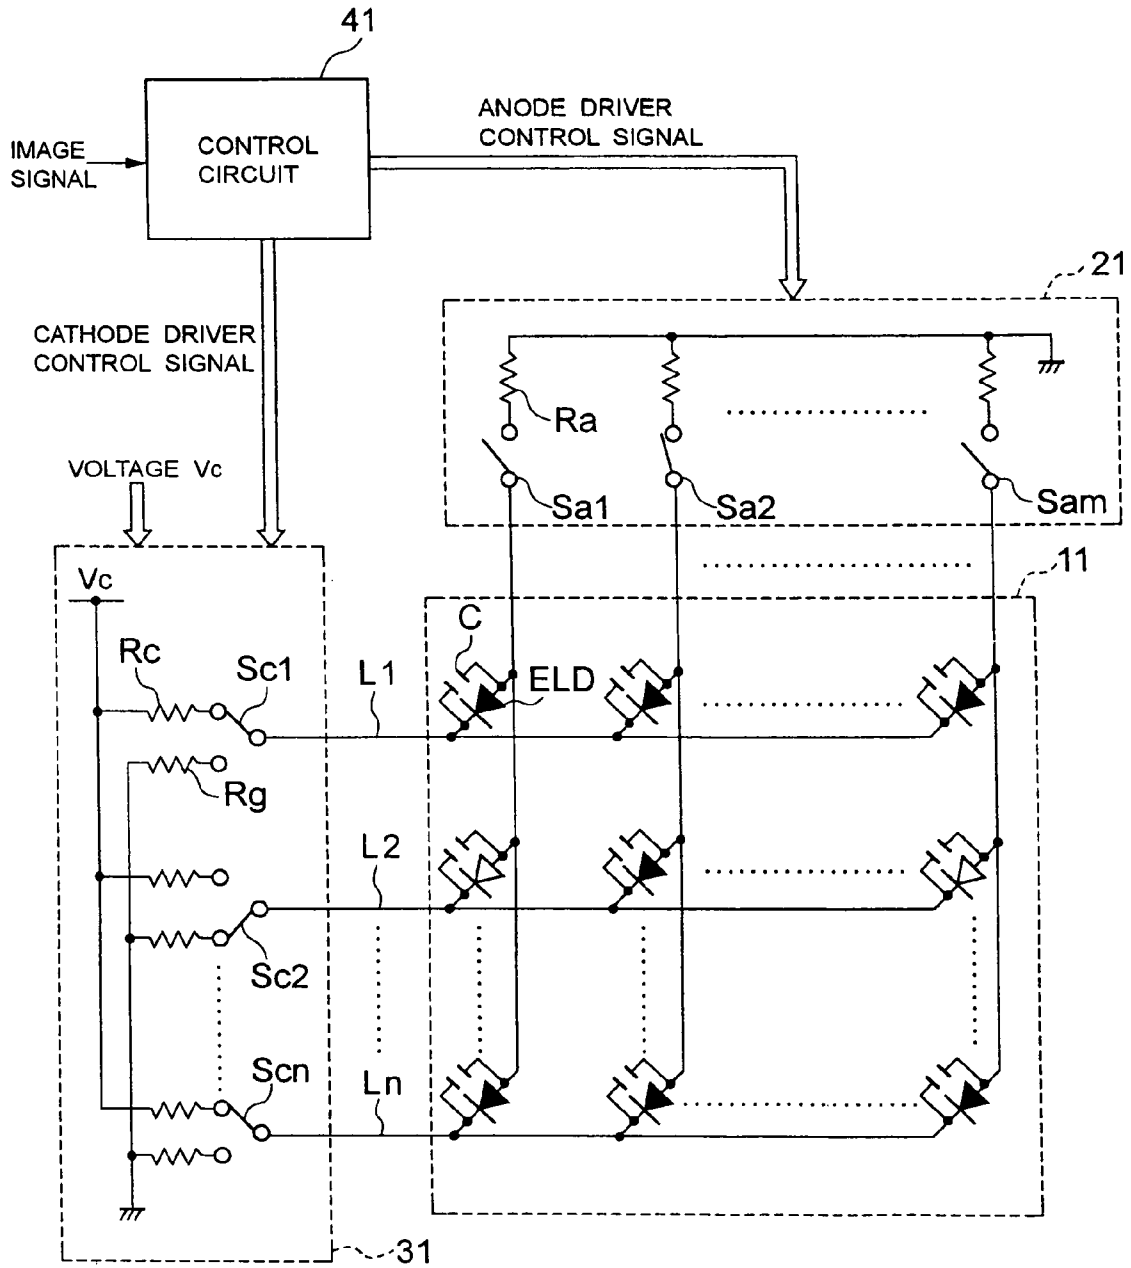 41
ANODE DRIVER
CONTROL SIGNAL
IMAGE
SIGNAL
CONTROL
CIRCUIT
21
CATHODE DRIVER
CONTROL SIGNAL
Ra
VOLTAGE Vc
Sa1
Sa2
Sam
11
Vc
C
Rc
Sc1
L1
ELD
Rg
L2
Sc2
Scn
Ln
31